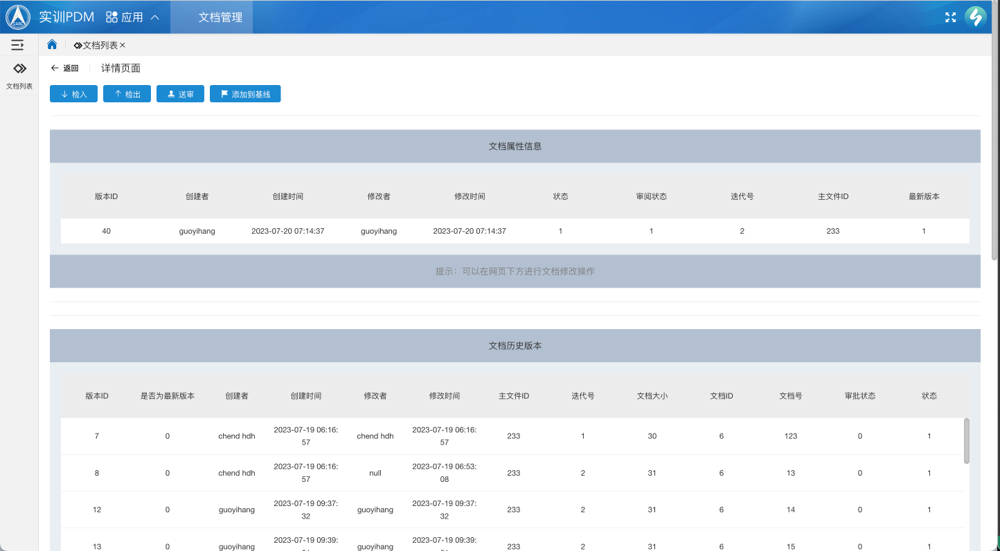 实训PDM 应用 文档管理
文档列表
返回 详情页面
文档列表
检入 检出 送审 添加到基线
文档属性信息
版本ID 创建者 创建时间 修改者 修改时间 状态 审阅状态 迭代号 主文件ID 最新版本
40 guoyihang 2023-07-20 07:14:37 guoyihang 2023-07-20 07:14:37 1 1 2 233 1
提示：可以在网页下方进行文档修改操作
文档历史版本
版本ID 是否为最新版本 创建者 创建时间 修改者 修改时间 主文件ID 迭代号 文档大小 文档ID 文档号 审批状态 状态
7 0 chend hdh 2023-07-19 06:16:57 chend hdh 2023-07-19 06:16:57 233 1 30 6 123 0 1
8 0 chend hdh 2023-07-19 06:16:57 null 2023-07-19 06:53:08 233 2 31 6 13 0 1
12 0 guoyihang 2023-07-19 09:37:32 guoyihang 2023-07-19 09:37:32 233 2 31 6 14 0 1
13 0 guoyihang 2023-07-19 09:39: guoyihang 2023-07-19 09:39: 233 2 31 6 15 0 1